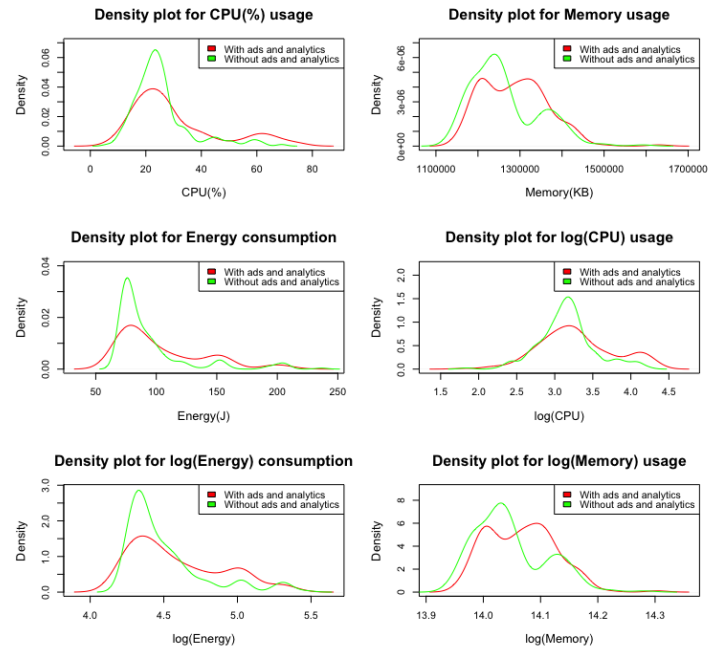 Density plot for CPU(%) usage
Density
0.00 0.02 0.04 0.06
With ads and analytics
Without ads and analytics
0 20 40 60 80
CPU(%)
Density plot for Memory usage
Density
0e+00 3e-06 6e-06
With ads and analytics
Without ads and analytics
1100000 1300000 1500000 1700000
Memory(KB)
Density plot for Energy consumption
Density
0.00 0.02 0.04
With ads and analytics
Without ads and analytics
50 100 150 200 250
Energy(J)
Density plot for log(CPU) usage
Density
0.0 0.5 1.0 1.5 2.0
With ads and analytics
Without ads and analytics
1.5 2.0 2.5 3.0 3.5 4.0 4.5
log(CPU)
Density plot for log(Energy) consumption
Density
0.0 1.0 2.0 3.0
With ads and analytics
Without ads and analytics
4.0 4.5 5.0 5.5
log(Energy)
Density plot for log(Memory) usage
Density
0 2 4 6 8
With ads and analytics
Without ads and analytics
13.9 14.0 14.1 14.2 14.3
log(Memory)